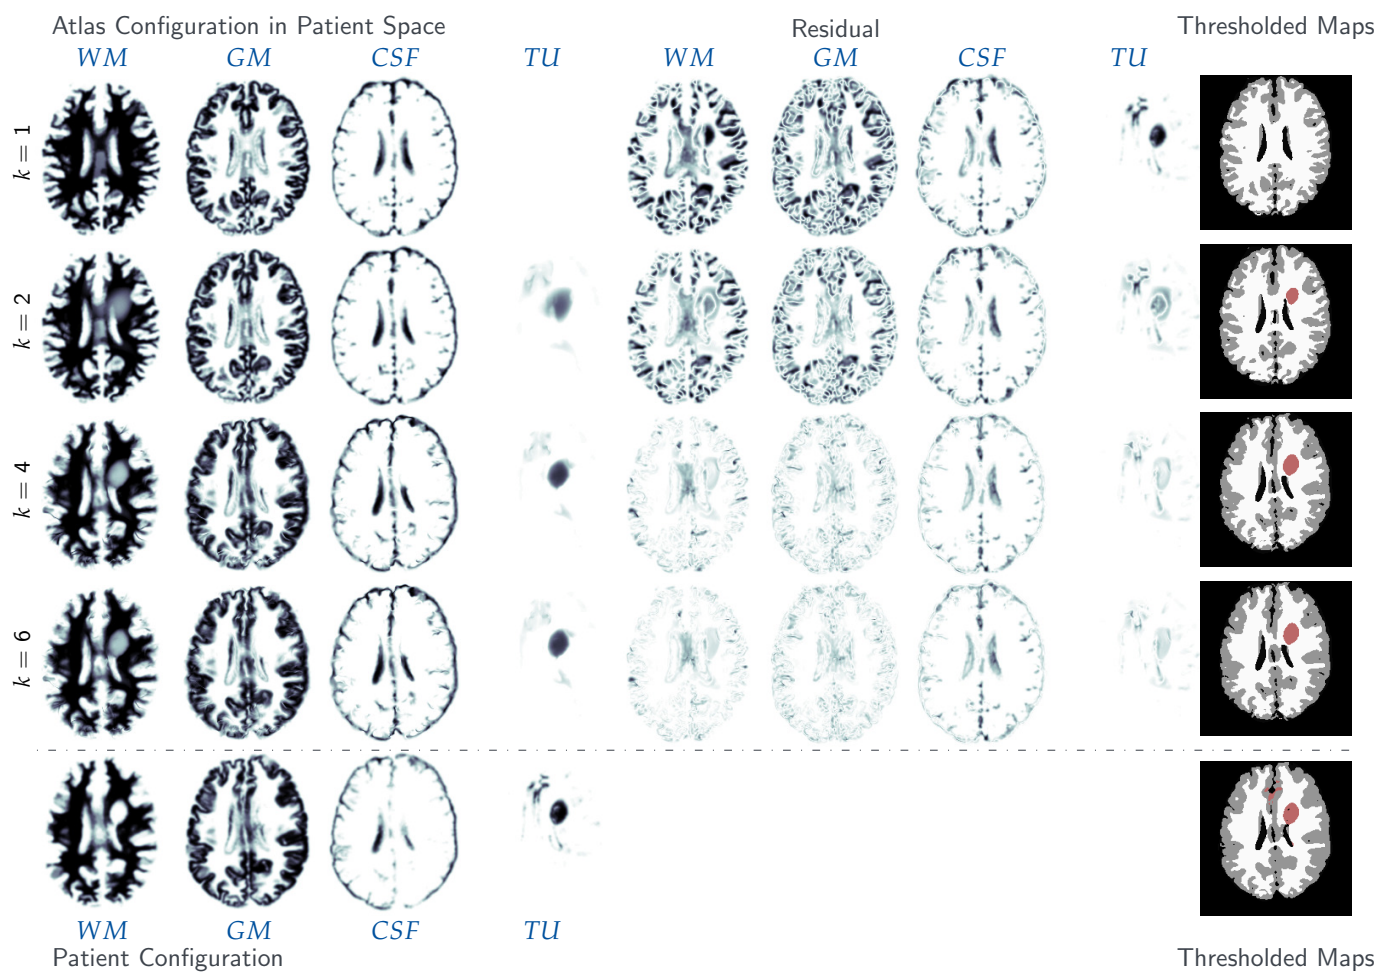 Atlas Configuration in Patient Space Residual Thresholded Maps
WM GM CSF TU WM GM CSF TU
k = 1
k = 2
k = 4
k = 6
WM GM CSF TU
Patient Configuration Thresholded Maps